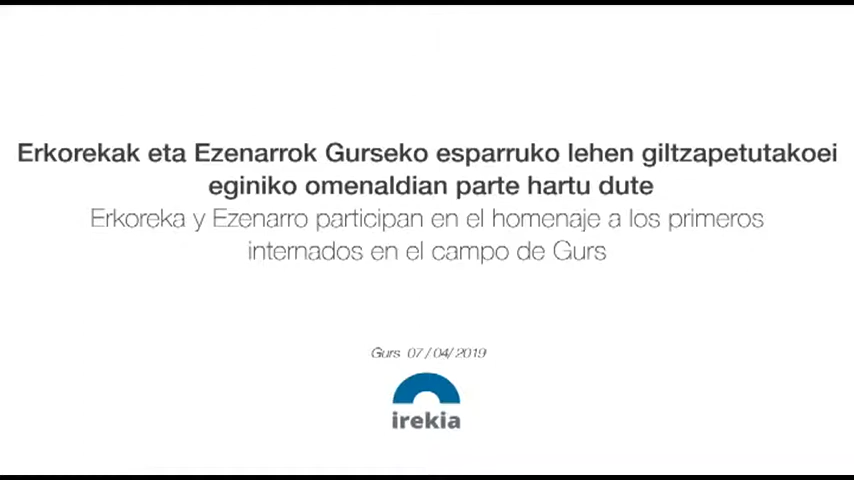 Erkorekak eta Ezenarrok Gurseko esparruko lehen giltzapetutakoei
eginiko omenaldian parte hartu dute
Erkoreka y Ezenarro participan en el homenaje a los primeros
internados en el campo de Gurs
Gurs 07/04/2019
irekia